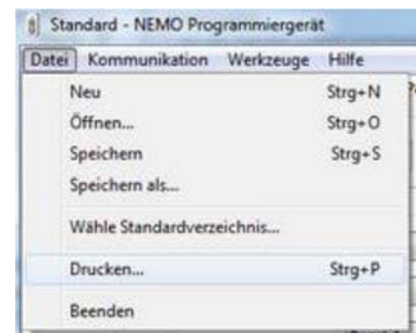 Standard - NEMO Programmiergerät
Datei Kommunikation Werkzeuge Hilfe
Neu Strg+N
Öffnen... Strg+O
Speichern Strg+S
Speichern als...
Wähle Standardverzeichnis...
Drucken... Strg+P
Beenden